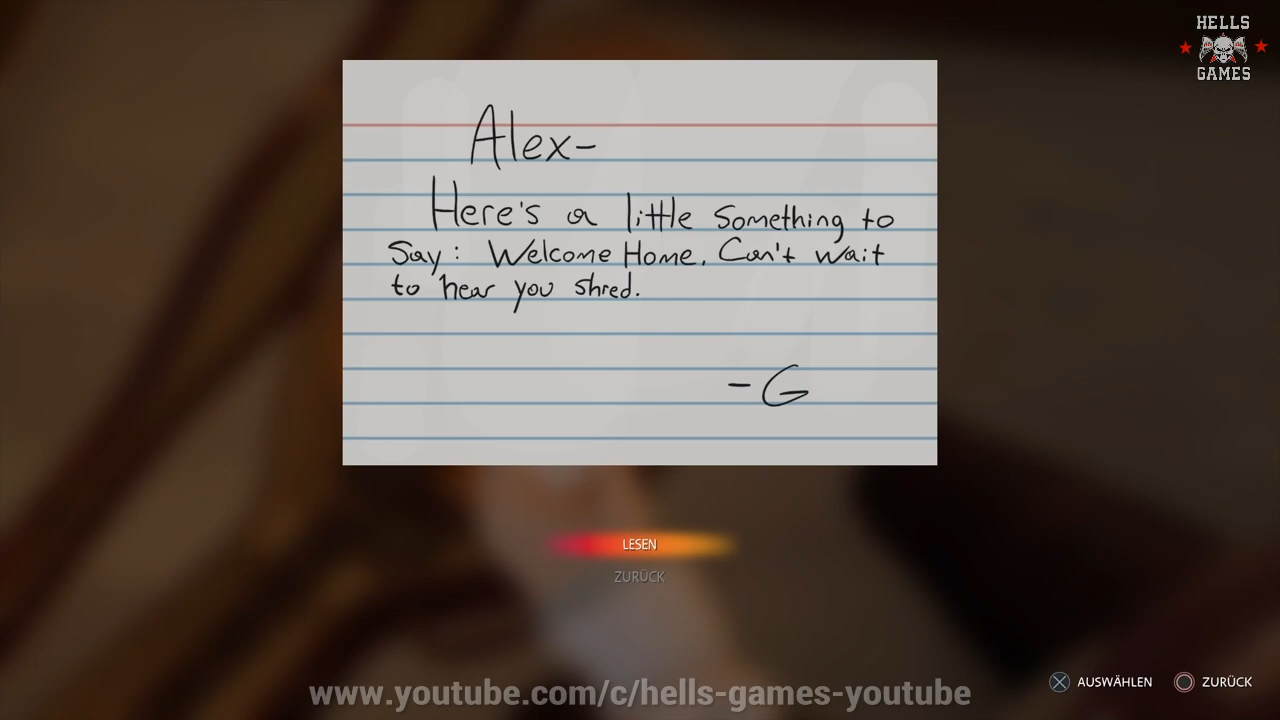 HELLS
GAMES
Alex-
Here's a little something to
Say: Welcome Home. Can't wait
to hear you shred.
-G
LESEN
ZURÜCK
AUSWÄHLEN ZURÜCK
www.youtube.com/c/hells-games-youtube